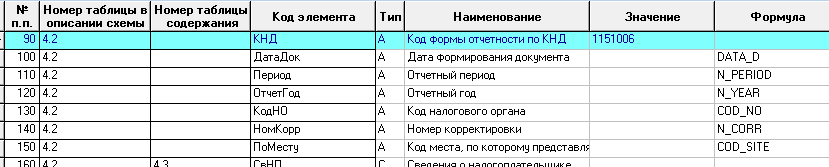 № п.п. Номер таблицы в описании схемы Номер таблицы содержания Код элемента Тип Наименование Значение Формула
90 4.2 КНД А Код формы отчетности по КНД 1151006
100 4.2 ДатаДок А Дата формирования документа DATA_D
110 4.2 Период А Отчетный период N_PERIOD
120 4.2 ОтчетГод А Отчетный год N_YEAR
130 4.2 КодНО А Код налогового органа COD_NO
140 4.2 НомКорр А Номер корректировки N_CORR
150 4.2 ПоМесту А Код места, по которому представля COD_SITE
160 4.2 4.3 СвНП С Сведения о налогоплательщике